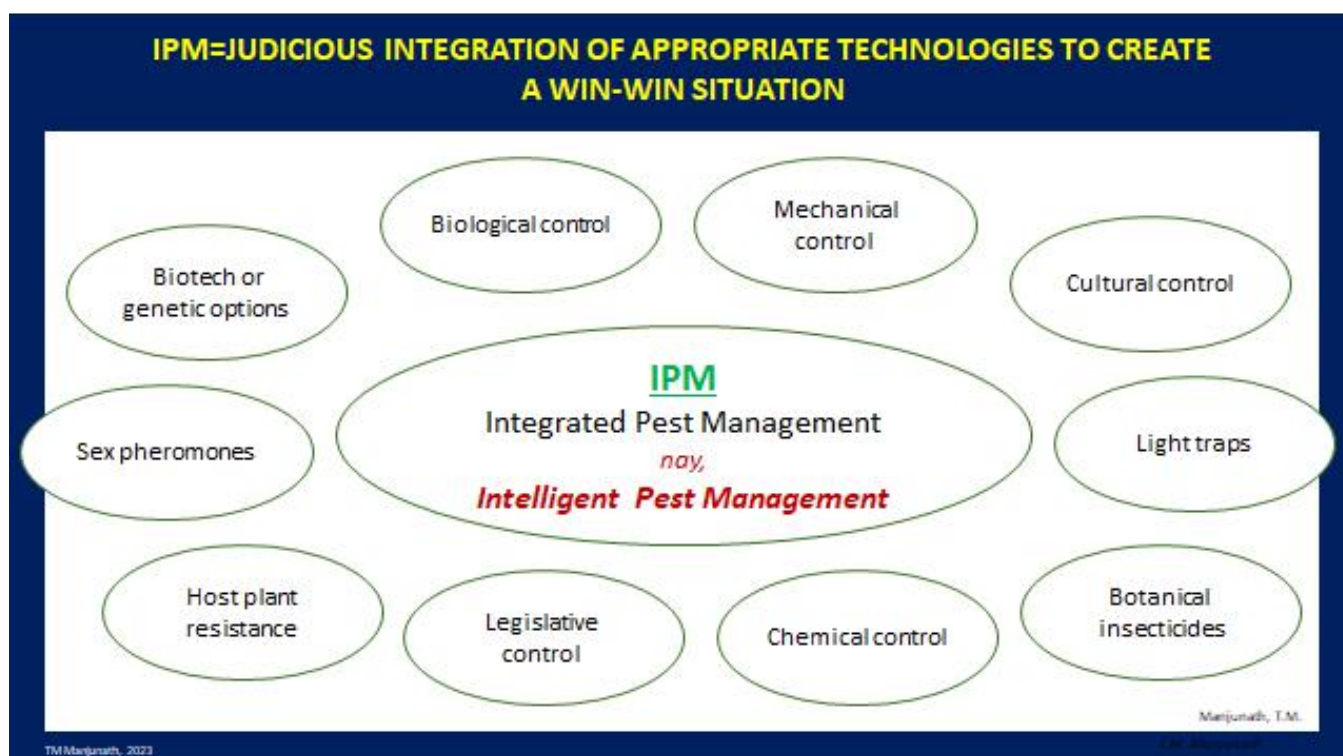 IPM=JUDICIOUS INTEGRATION OF APPROPRIATE TECHNOLOGIES TO CREATE
A WIN-WIN SITUATION
Biological control
Mechanical
control
Biotech or
genetic options
Cultural control
IPM
Integrated Pest Management
nay,
Intelligent Pest Management
Sex pheromones
Light traps
Host plant
resistance
Legislative
control
Chemical control
Botanical
insecticides
Manjunath, T.M.
TM Manjunath, 2023